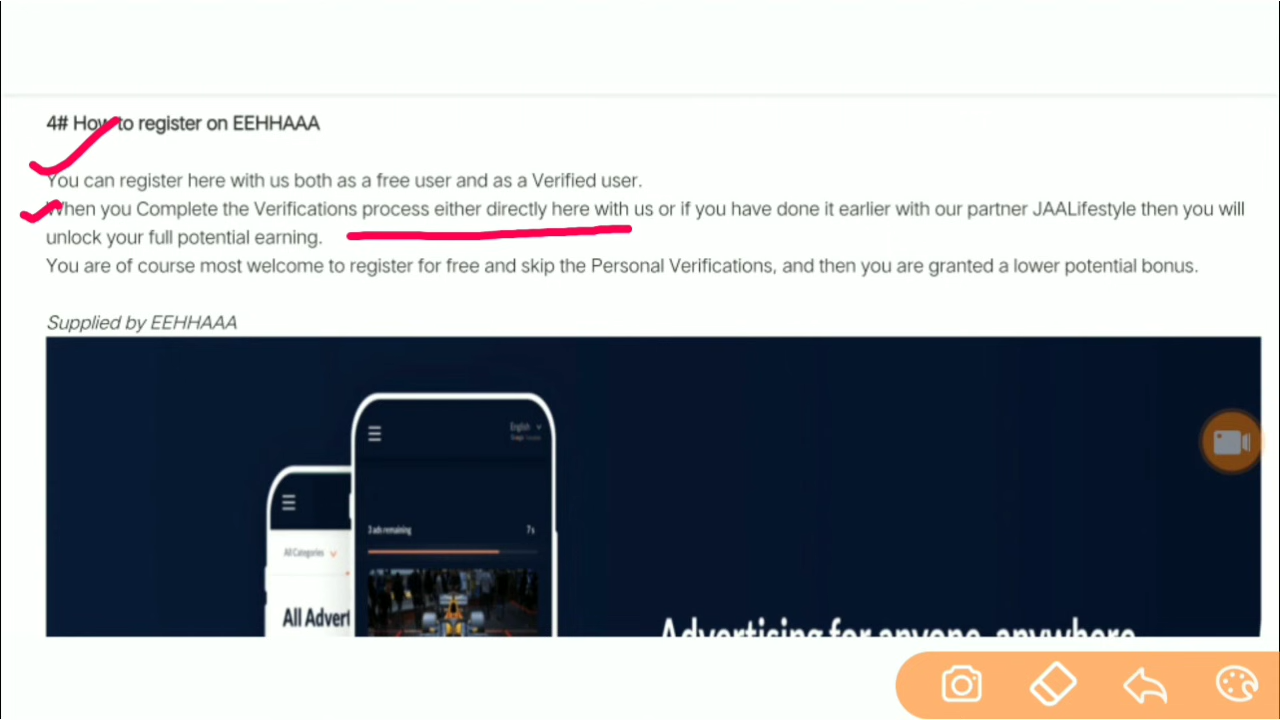 4# How to register on EEHHAAA
You can register here with us both as a free user and as a Verified user.
When you Complete the Verifications process either directly here with us or if you have done it earlier with our partner JAALifestyle then you will
unlock your full potential earning.
You are of course most welcome to register for free and skip the Personal Verifications, and then you are granted a lower potential bonus.
Supplied by EEHHAAA
English
3 ads remaining 7 s
All Categories
All Advert
Advertising for anyone, anywhere